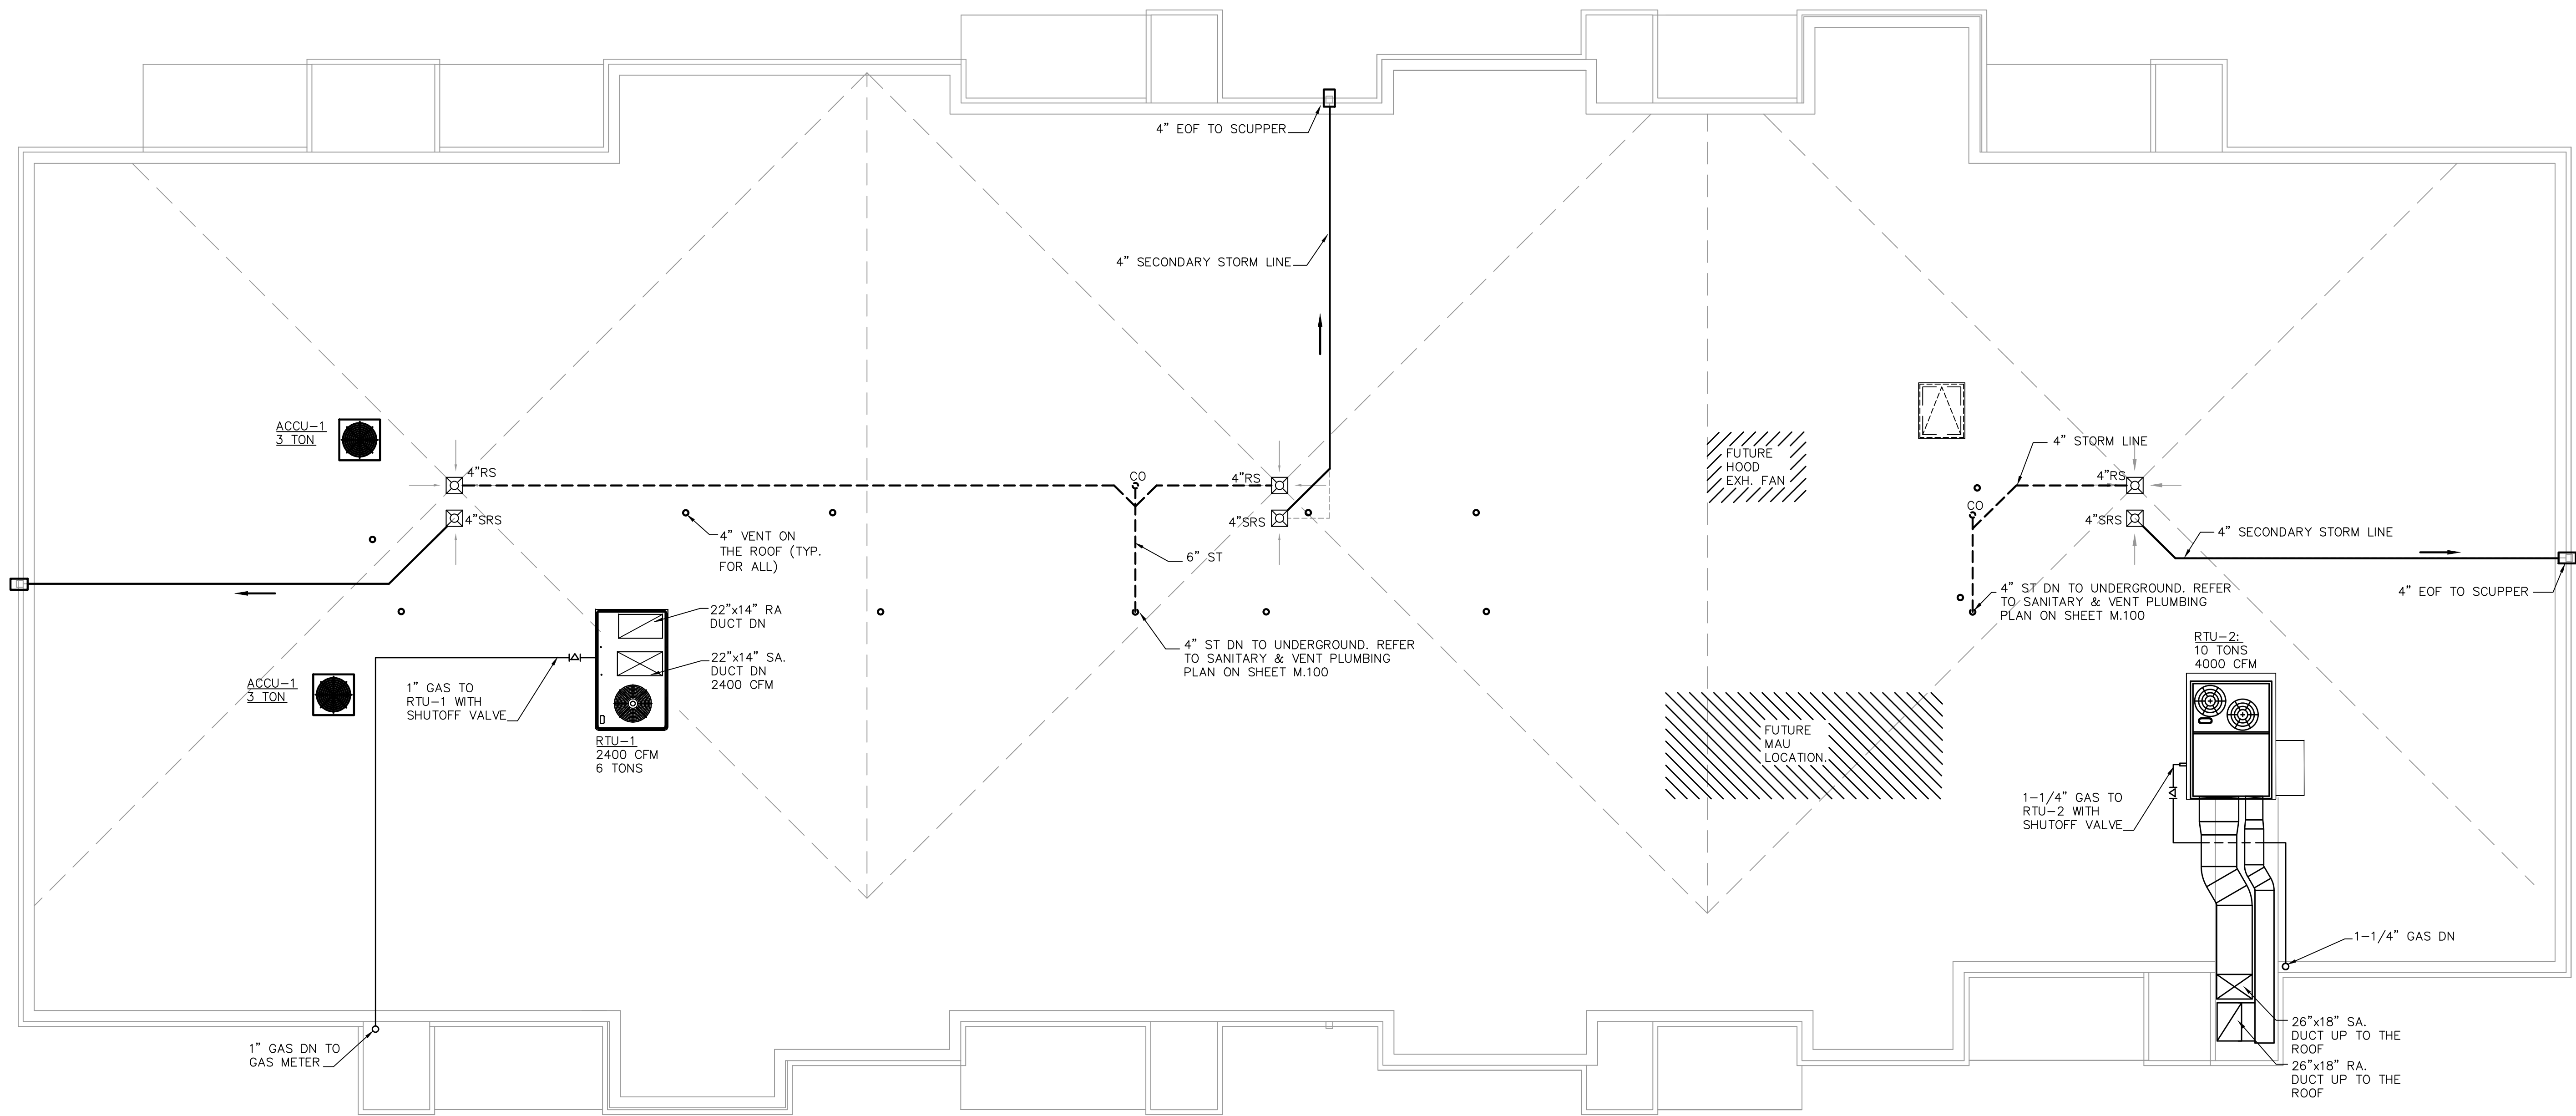 4” EOF TO SCUPPER
4” SECONDARY STORM LINE
ACCU-1
3 TON
4”RS
4”SRS
4” VENT ON
THE ROOF (TYP.
FOR ALL)
CO
6” ST
4”RS
4”SRS
FUTURE
HOOD
EXH. FAN
4” STORM LINE
4”RS
CO
4”SRS
4” SECONDARY STORM LINE
4” EOF TO SCUPPER
4” ST DN TO UNDERGROUND. REFER
TO SANITARY & VENT PLUMBING
PLAN ON SHEET M.100
4” ST DN TO UNDERGROUND. REFER
TO SANITARY & VENT PLUMBING
PLAN ON SHEET M.100
22”x14” RA
DUCT DN
22”x14” SA.
DUCT DN
2400 CFM
ACCU-1
3 TON
1” GAS TO
RTU-1 WITH
SHUTOFF VALVE
RTU-1
2400 CFM
6 TONS
FUTURE
MAU
LOCATION.
RTU-2:
10 TONS
4000 CFM
1-1/4” GAS TO
RTU-2 WITH
SHUTOFF VALVE
1-1/4” GAS DN
1” GAS DN TO
GAS METER
26”x18” SA.
DUCT UP TO THE
ROOF
26”x18” RA.
DUCT UP TO THE
ROOF